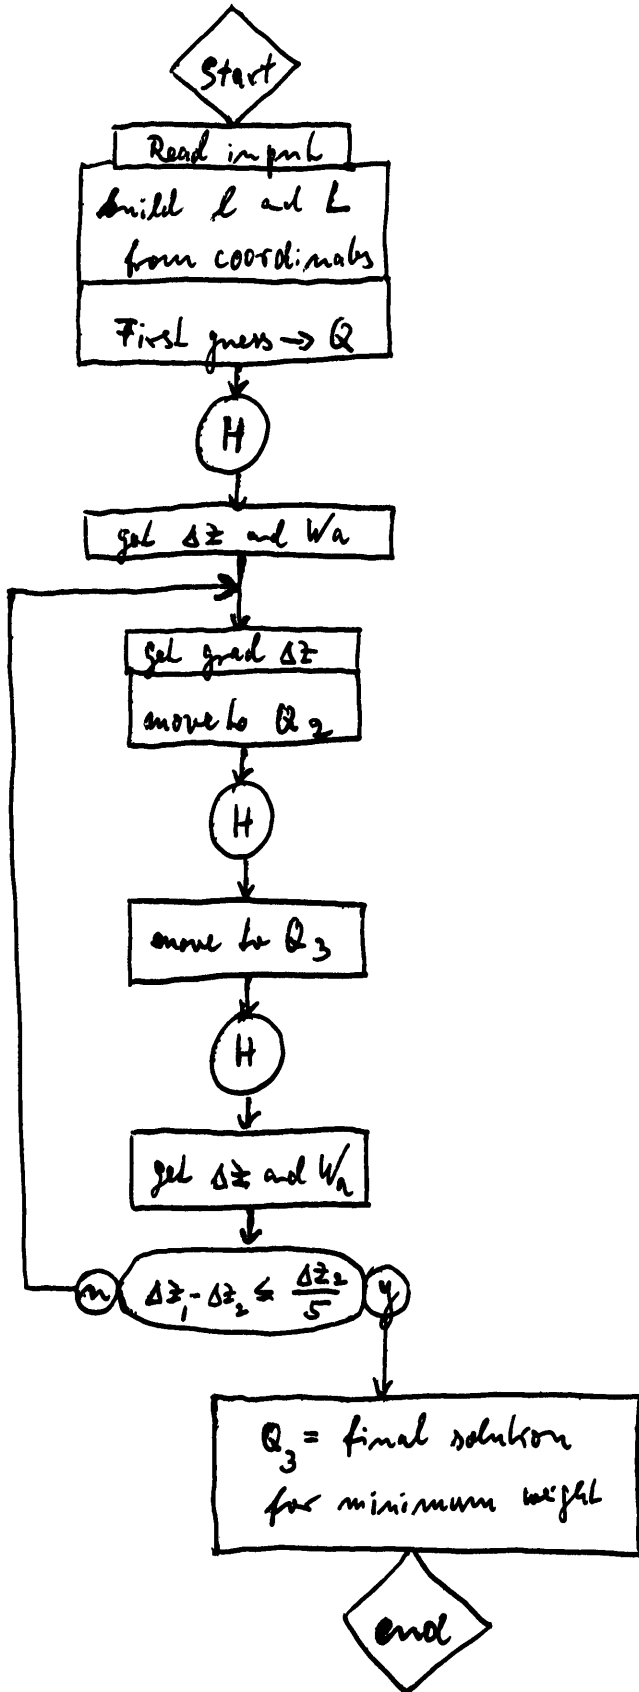 Start
Read input
build l and L
from coordinates
First guess → Q
H
get Δz and Wa
get grad Δz
move to Q2
H
move to Q3
H
get Δz and Wa
n
Δz1 - Δz2 ≤ Δz2/5
y
Q3 = final solution
for minimum weight
end